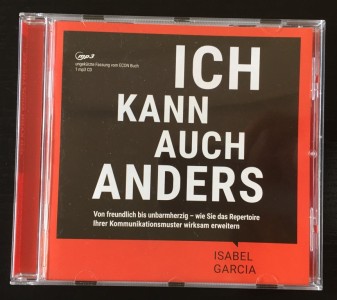 mp3
ungekürzte Fassung vom ECON Buch
1 mp3 CD
ICH
KANN
AUCH
ANDERS
Von freundlich bis unbarmherzig – wie Sie das Repertoire
Ihrer Kommunikationsmuster wirksam erweitern
ISABEL
GARCIA